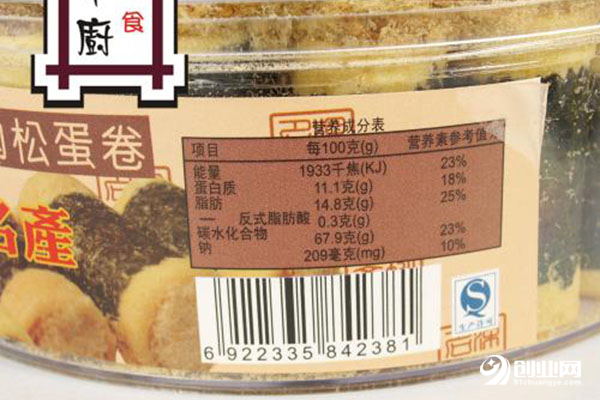 食
廚
松蛋卷
名產
营养成分表
项目 每100克(g) 营养素参考值
能量 1933千焦(KJ) 23%
蛋白质 11.1克(g) 18%
脂肪 14.8克(g) 25%
— 反式脂肪酸 0.3克(g)
碳水化合物 67.9克(g) 23%
钠 209毫克(mg) 10%
6 922335 842381
生产许可
创业网